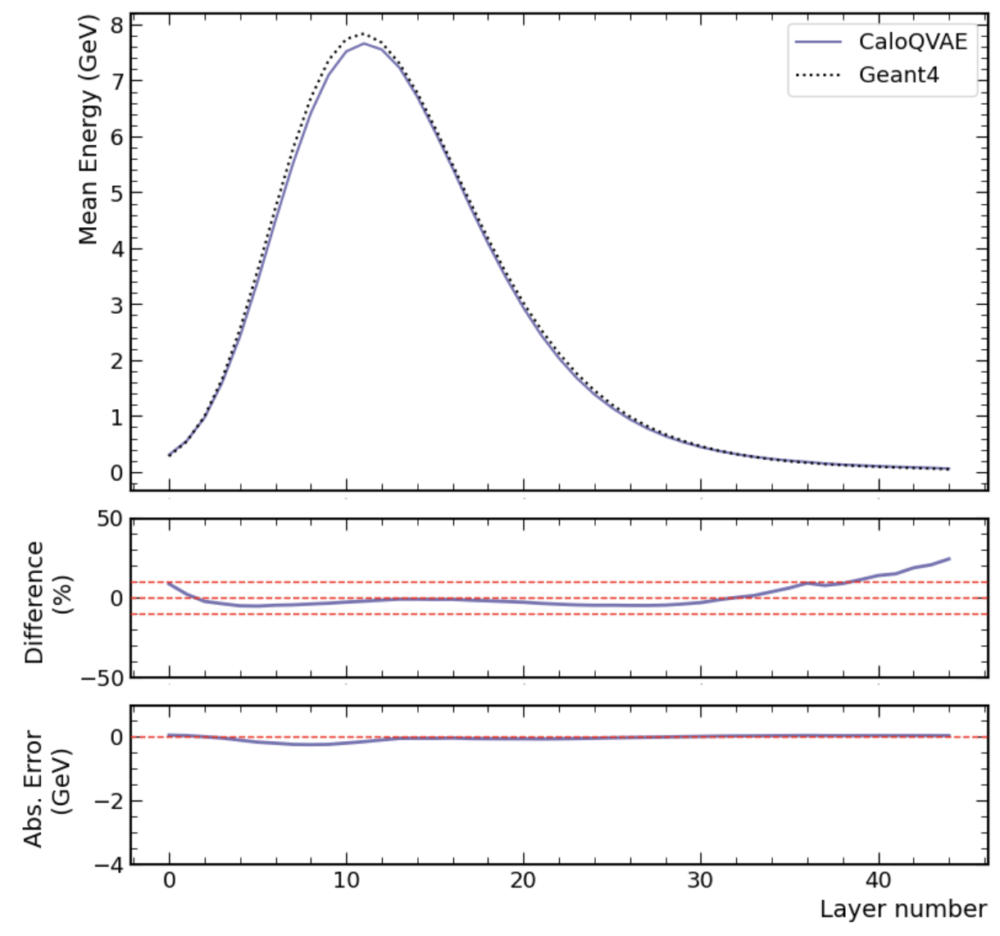 8
7
6
5
4
3
2
1
0
Mean Energy (GeV)
CaloQVAE
Geant4
50
0
−50
Difference
(%)
0
−2
−4
Abs. Error
(GeV)
0 10 20 30 40
Layer number